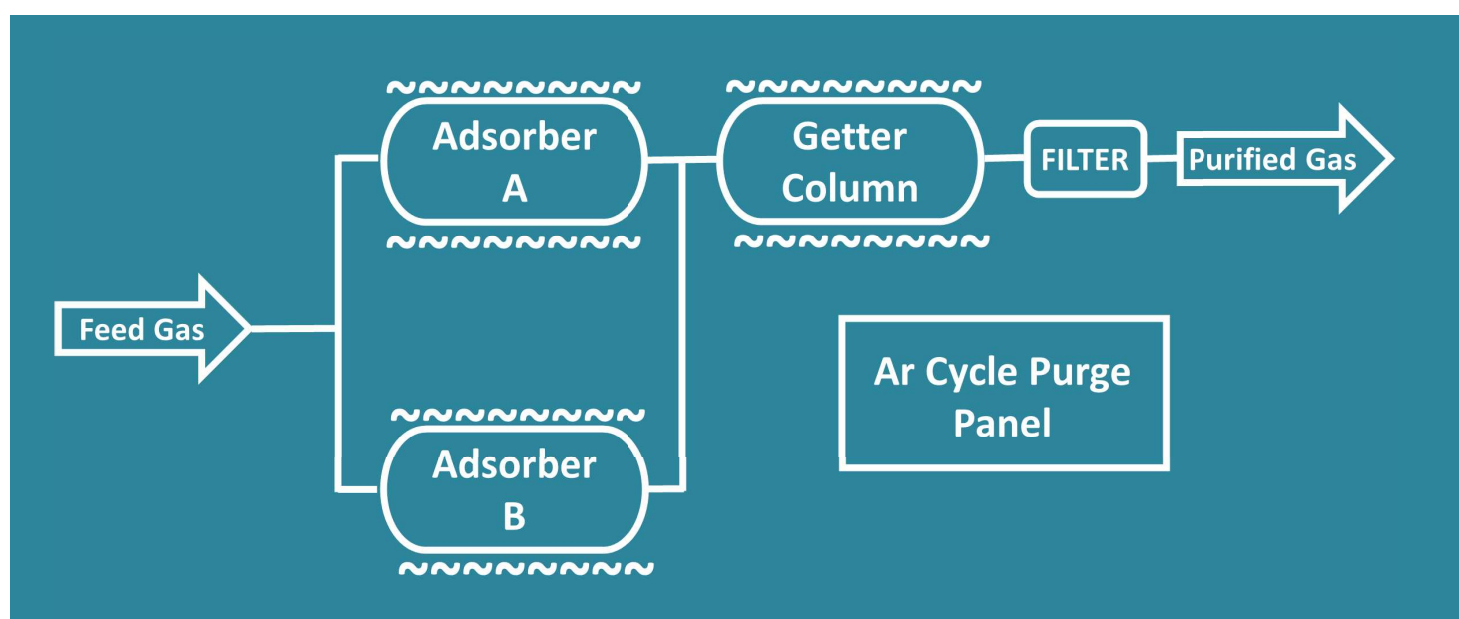 Feed Gas
Adsorber
A
Adsorber
B
Getter
Column
FILTER
Purified Gas
Ar Cycle Purge
Panel